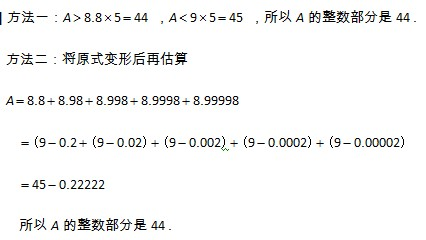 方法一：A＞8.8×5＝44 ，A＜9×5＝45 ，所以 A 的整数部分是 44 .
方法二：将原式变形后再估算
A＝8.8＋8.98＋8.998＋8.9998＋8.99998
＝（9－0.2＋（9－0.02）＋（9－0.002）＋（9－0.0002）＋（9－0.00002）
＝45－0.22222
所以 A 的整数部分是 44 .